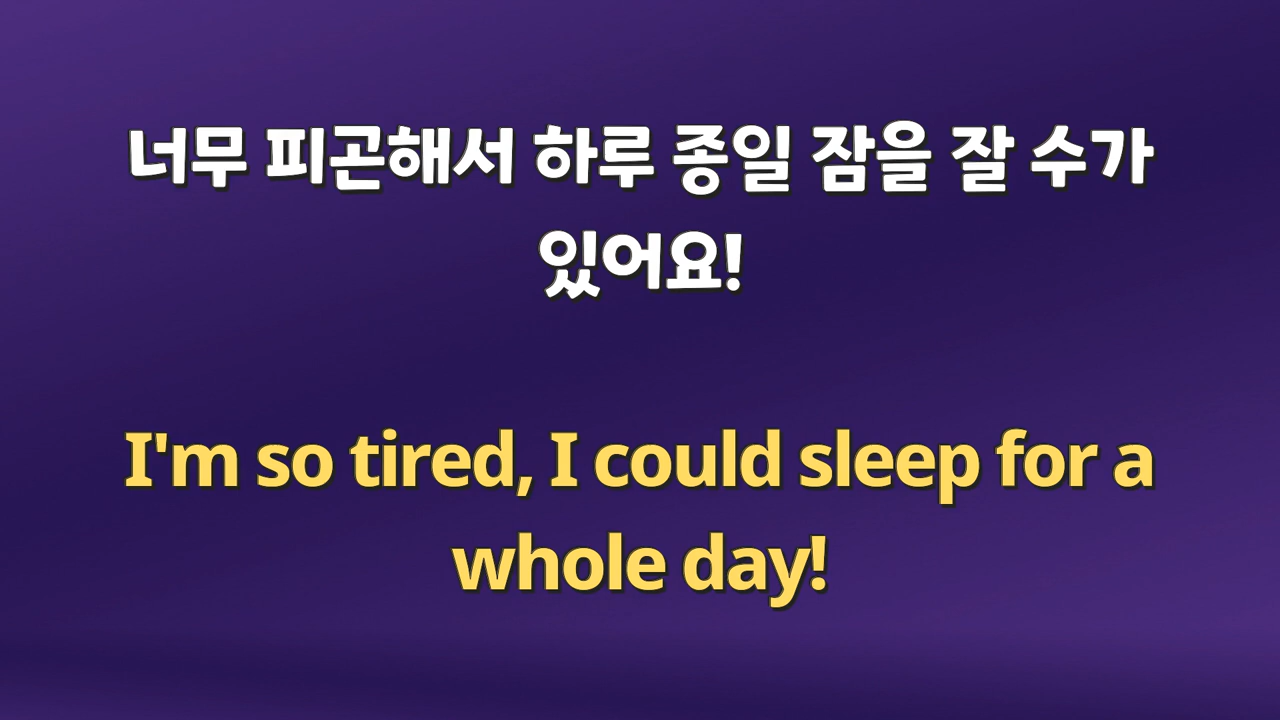 너무 피곤해서 하루 종일 잠을 잘 수가
있어요!
I'm so tired, I could sleep for a
whole day!